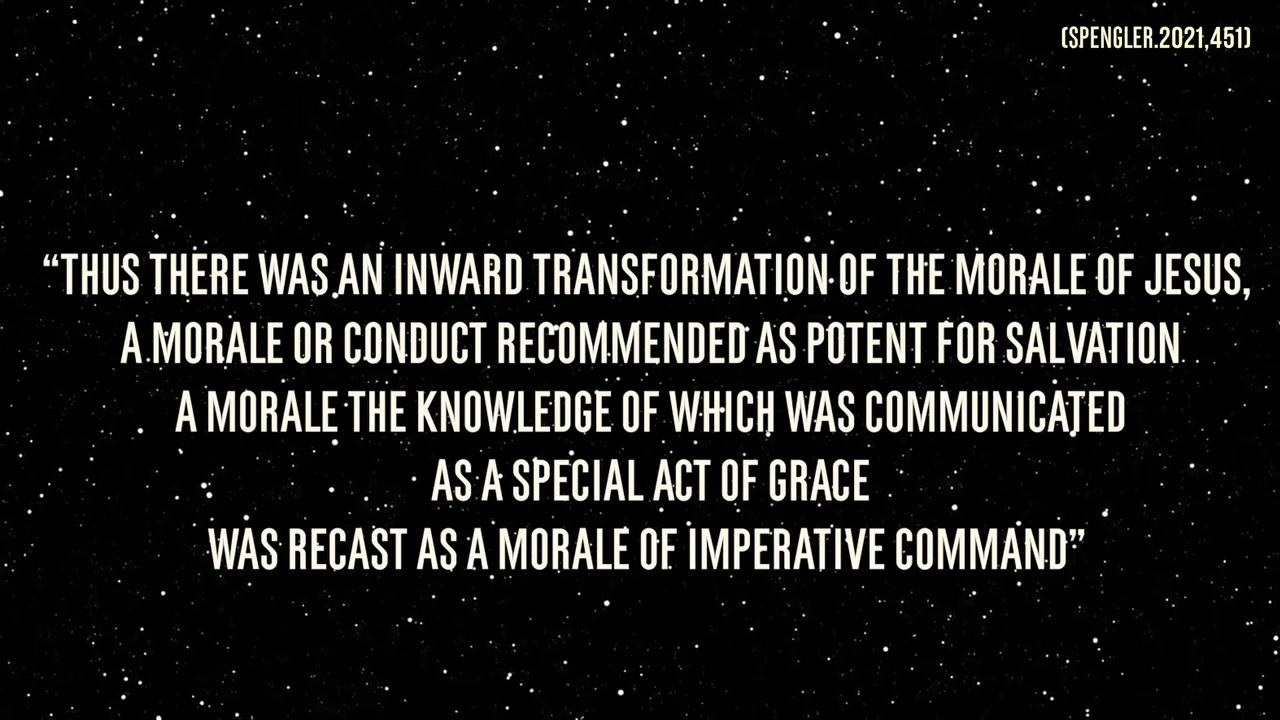 (SPENGLER.2021,451)
“THUS THERE WAS AN INWARD TRANSFORMATION OF THE MORALE OF JESUS,
A MORALE OR CONDUCT RECOMMENDED AS POTENT FOR SALVATION
A MORALE THE KNOWLEDGE OF WHICH WAS COMMUNICATED
AS A SPECIAL ACT OF GRACE
WAS RECAST AS A MORALE OF IMPERATIVE COMMAND”